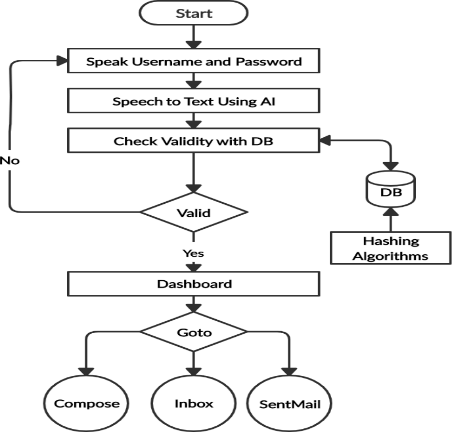 Start
Speak Username and Password
Speech to Text Using AI
Check Validity with DB
No
DB
Valid
Hashing
Algorithms
Yes
Dashboard
Goto
Compose
Inbox
SentMail